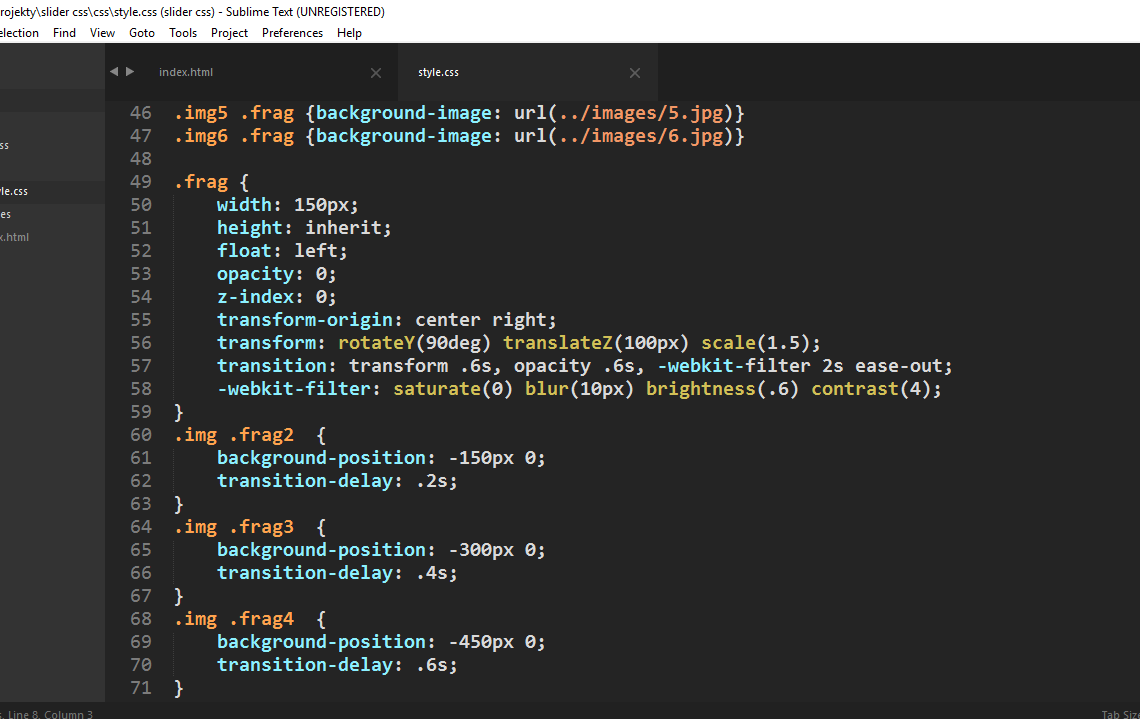 rojekty\slider css\css\style.css (slider css) - Sublime Text (UNREGISTERED)
election Find View Goto Tools Project Preferences Help
index.html style.css
ss
le.css
es
x.html
46 .img5 .frag {background-image: url(../images/5.jpg)}
47 .img6 .frag {background-image: url(../images/6.jpg)}
48
49 .frag {
50 width: 150px;
51 height: inherit;
52 float: left;
53 opacity: 0;
54 z-index: 0;
55 transform-origin: center right;
56 transform: rotateY(90deg) translateZ(100px) scale(1.5);
57 transition: transform .6s, opacity .6s, -webkit-filter 2s ease-out;
58 -webkit-filter: saturate(0) blur(10px) brightness(.6) contrast(4);
59 }
60 .img .frag2 {
61 background-position: -150px 0;
62 transition-delay: .2s;
63 }
64 .img .frag3 {
65 background-position: -300px 0;
66 transition-delay: .4s;
67 }
68 .img .frag4 {
69 background-position: -450px 0;
70 transition-delay: .6s;
71 }
s, Line 8, Column 3 Tab Size